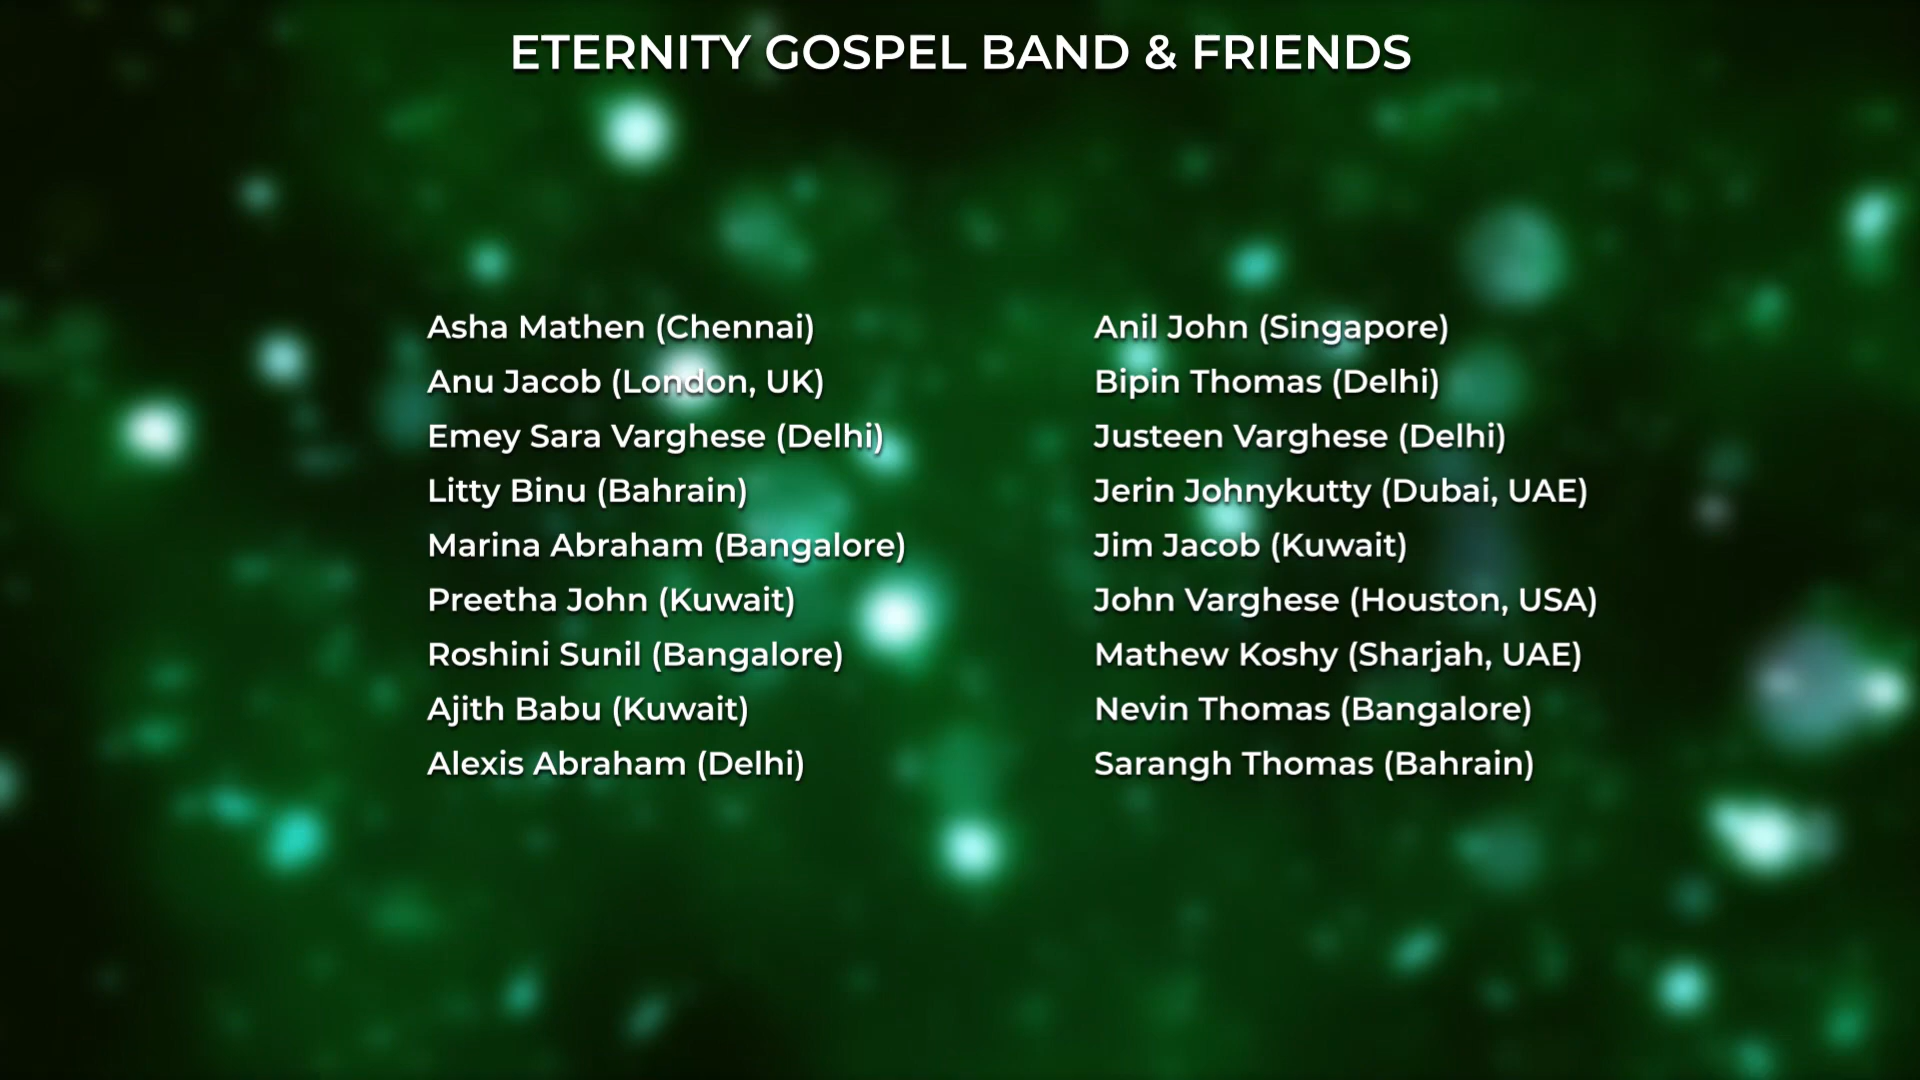 ETERNITY GOSPEL BAND & FRIENDS
Asha Mathen (Chennai)
Anu Jacob (London, UK)
Emey Sara Varghese (Delhi)
Litty Binu (Bahrain)
Marina Abraham (Bangalore)
Preetha John (Kuwait)
Roshini Sunil (Bangalore)
Ajith Babu (Kuwait)
Alexis Abraham (Delhi)
Anil John (Singapore)
Bipin Thomas (Delhi)
Justeen Varghese (Delhi)
Jerin Johnykutty (Dubai, UAE)
Jim Jacob (Kuwait)
John Varghese (Houston, USA)
Mathew Koshy (Sharjah, UAE)
Nevin Thomas (Bangalore)
Sarangh Thomas (Bahrain)